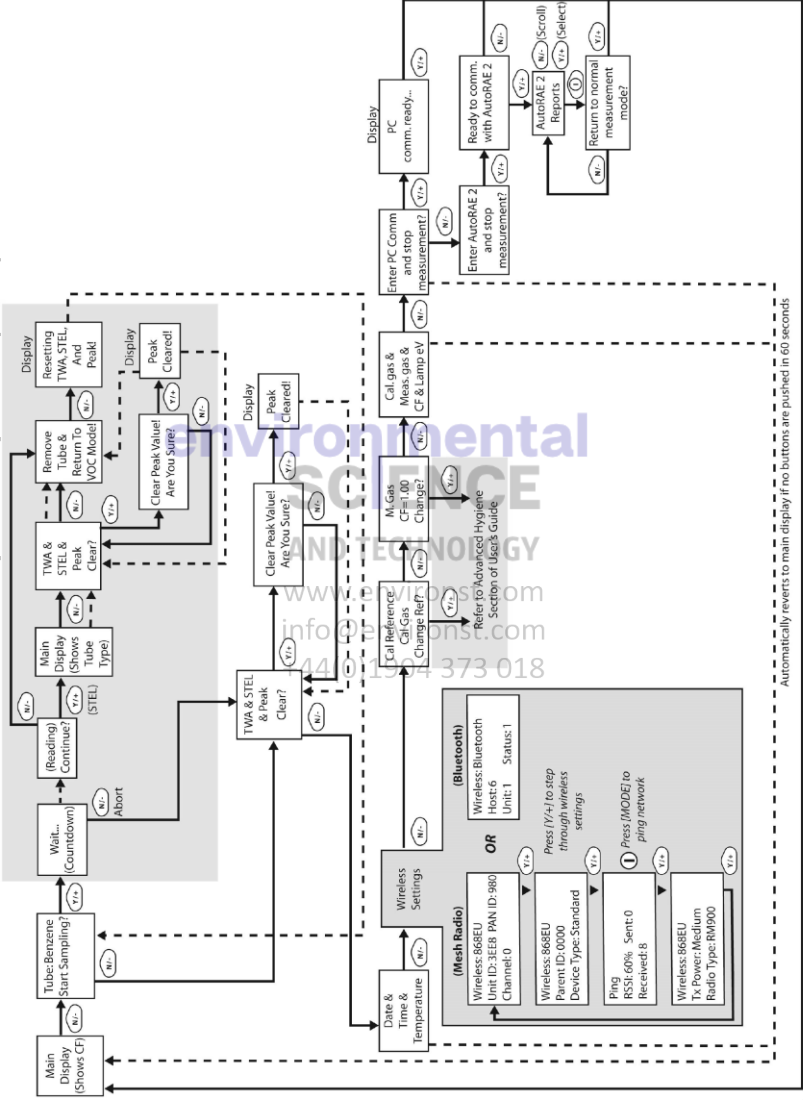 Main
Display
(Shows CF)
N/-
Tube: Benzene
Start Sampling?
Y/+
N/-
Wait...
(Countdown)
N/-
Abort
(Reading)
Continue?
N/-
Y/+
(STEL)
Main
Display
(Shows
Tube
Type)
N/-
TWA &
STEL &
Peak
Clear?
N/-
Y/+
Remove
Tube &
Return To
VOC Mode!
N/-
Display
Resetting
TWA, STEL,
And
Peak!
Clear Peak Value!
Are You Sure?
Y/+
N/-
Display
Peak
Cleared!
TWA & STEL
& Peak
Clear?
Y/+
N/-
Clear Peak Value!
Are You Sure?
Y/+
N/-
Display
Peak
Cleared!
Date &
Time &
Temperature
N/-
Wireless
Settings
N/-
(Mesh Radio)
Wireless: 868EU
Unit ID: 3EE8 PAN ID: 980
Channel: 0
Y/+
Wireless: 868EU
Parent ID: 0000
Device Type: Standard
Y/+
Ping
RSSI: 60% Sent: 0
Received: 8
Y/+
Wireless: 868EU
Tx Power: Medium
Radio Type: RM900
Y/+
OR
(Bluetooth)
Wireless: Bluetooth
Host: 6
Unit: 1 Status: 1
Press [Y/+] to step
through wireless
settings
Press [MODE] to
ping network
Cal Reference
Cal-Gas
Change Ref?
N/-
Y/+
M. Gas
CF=1.00
Change?
N/-
Y/+
Refer to Advanced Hygiene
Section of User's Guide
Cal. gas &
Meas. gas &
CF & Lamp eV
N/-
Enter PC Comm
and stop
measurement?
Y/+
N/-
Display
PC
comm. ready...
Y/+
Enter AutoRAE 2
and stop
measurement?
Y/+
Ready to comm.
with AutoRAE 2
N/-
Y/+
AutoRAE 2
Reports
N/- (Scroll)
Y/+ (Select)
Return to normal
measurement
mode?
Y/+
N/-
Automatically reverts to main display if no buttons are pushed in 60 seconds
environmental
SCIENCE
AND TECHNOLOGY
www.environst.com
info@environst.com
+44(0)1904 373 018